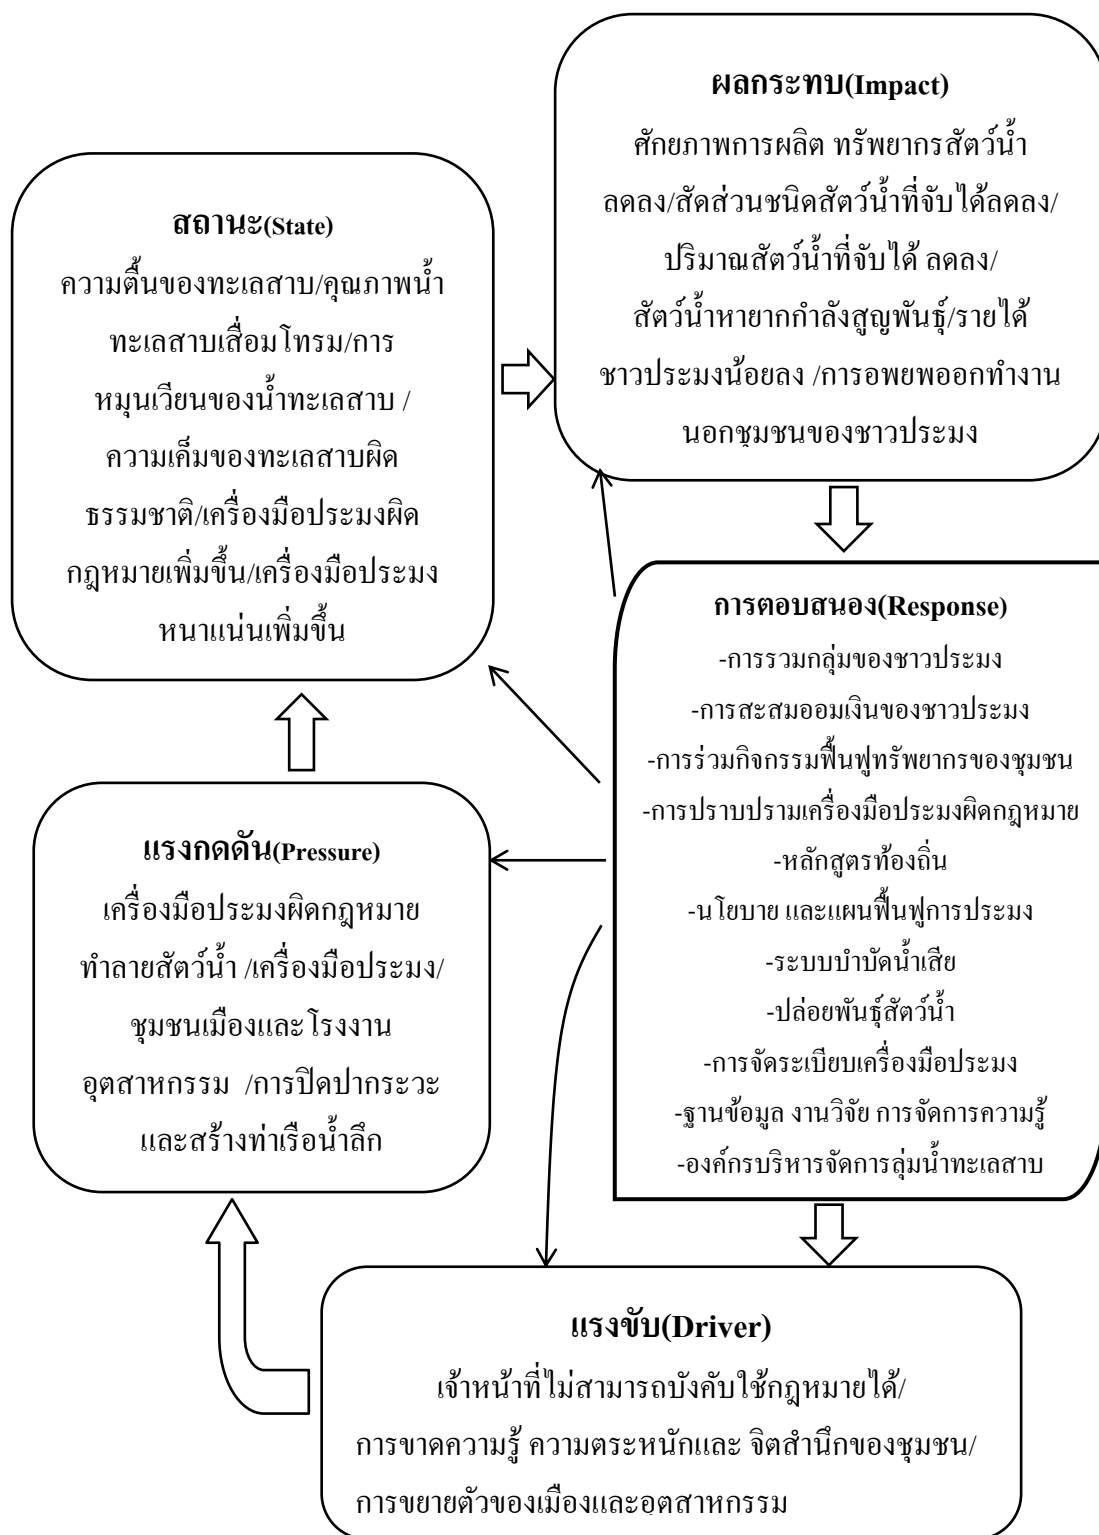 ผลกระทบ(Impact)
ศักยภาพการผลิต ทรัพยากรสัตว์น้ำ
ลดลง/สัดส่วนชนิดสัตว์น้ำที่จับได้ลดลง/
ปริมาณสัตว์น้ำที่จับได้ ลดลง/
สัตว์น้ำหายากกำลังสูญพันธุ์/รายได้
ชาวประมงน้อยลง /การอพยพออกทำงาน
นอกชุมชนของชาวประมง
สถานะ(State)
ความตื้นของทะเลสาบ/คุณภาพน้ำ
ทะเลสาบเสื่อมโทรม/การ
หมุนเวียนของน้ำทะเลสาบ /
ความเค็มของทะเลสาบผิด
ธรรมชาติ/เครื่องมือประมงผิด
กฎหมายเพิ่มขึ้น/เครื่องมือประมง
หนาแน่นเพิ่มขึ้น
การตอบสนอง(Response)
-การรวมกลุ่มของชาวประมง
-การสะสมออมเงินของชาวประมง
-การร่วมกิจกรรมฟื้นฟูทรัพยากรของชุมชน
-การปราบปรามเครื่องมือประมงผิดกฎหมาย
-หลักสูตรท้องถิ่น
-นโยบาย และแผนฟื้นฟูการประมง
-ระบบบำบัดน้ำเสีย
-ปล่อยพันธุ์สัตว์น้ำ
-การจัดระเบียบเครื่องมือประมง
-ฐานข้อมูล งานวิจัย การจัดการความรู้
-องค์กรบริหารจัดการลุ่มน้ำทะเลสาบ
แรงกดดัน(Pressure)
เครื่องมือประมงผิดกฎหมาย
ทำลายสัตว์น้ำ /เครื่องมือประมง/
ชุมชนเมืองและโรงงาน
อุตสาหกรรม /การปิดปากระวะ
และสร้างท่าเรือน้ำลึก
แรงขับ(Driver)
เจ้าหน้าที่ไม่สามารถบังคับใช้กฎหมายได้/
การขาดความรู้ ความตระหนักและ จิตสำนึกของชุมชน/
การขยายตัวของเมืองและอุตสาหกรรม